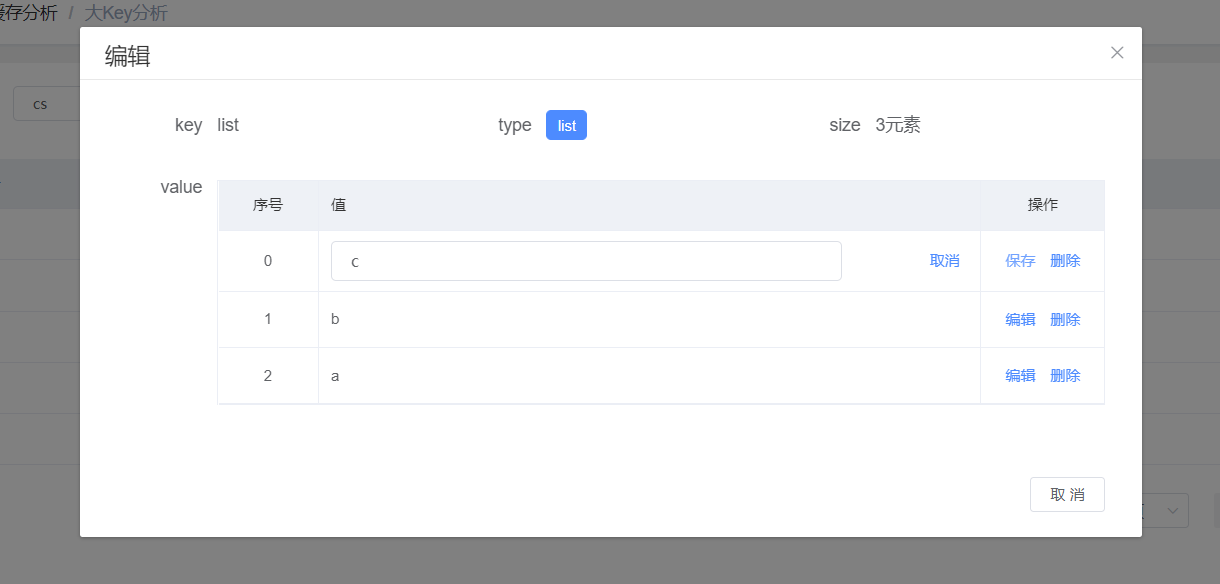 缓存分析 / 大Key分析
编辑
cs
key list type list size 3元素
value
序号 值 操作
0 c 取消 保存 删除
1 b 编辑 删除
2 a 编辑 删除
取 消